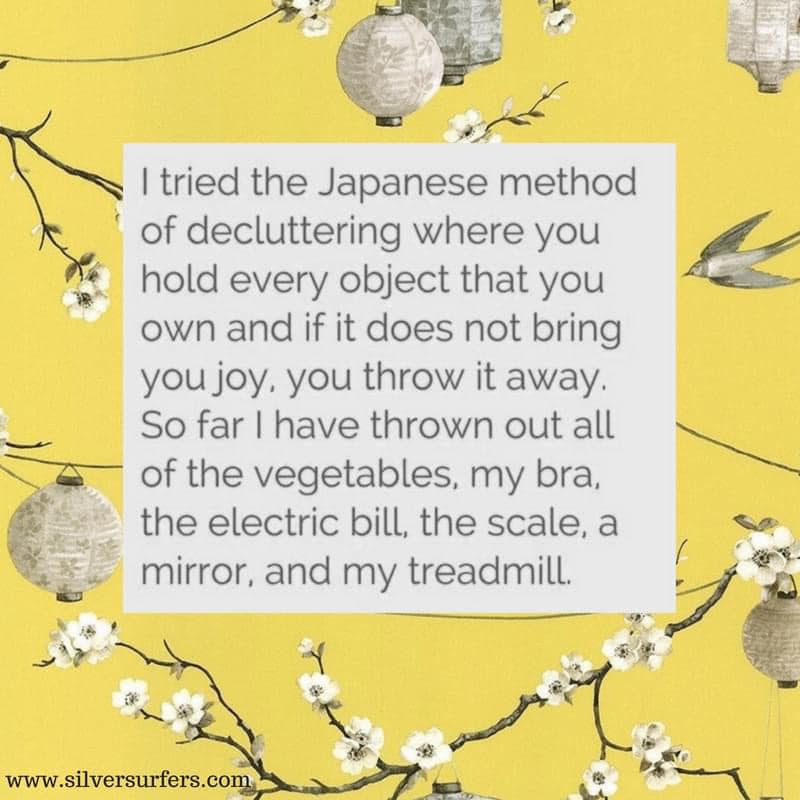 I tried the Japanese method
of decluttering where you
hold every object that you
own and if it does not bring
you joy, you throw it away.
So far I have thrown out all
of the vegetables, my bra,
the electric bill, the scale, a
mirror, and my treadmill.
www.silversurfers.com